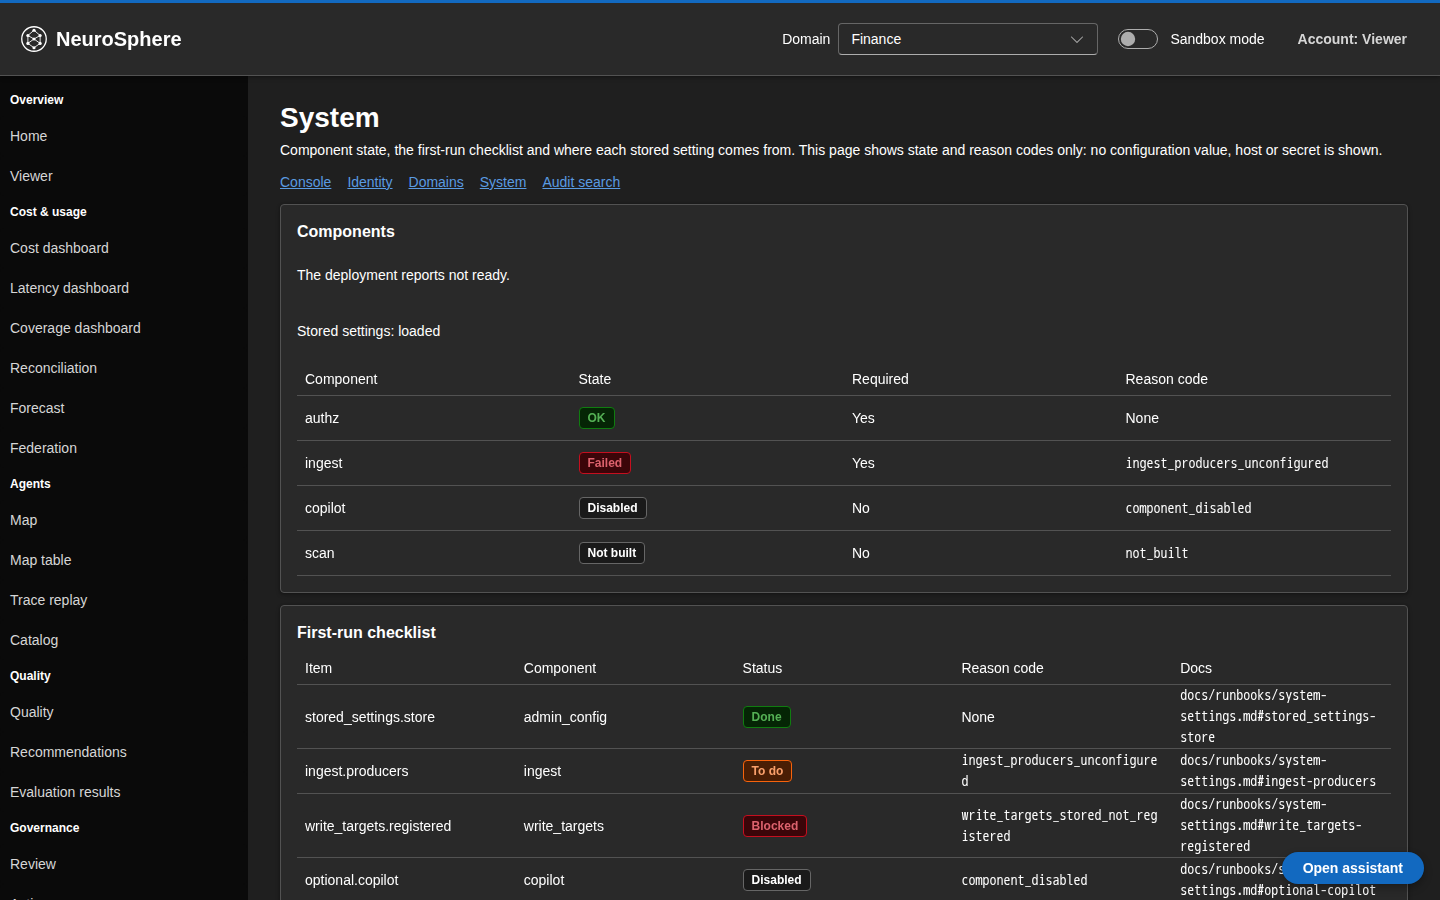 NeuroSphere
Domain Finance Sandbox mode Account: Viewer
Overview
Home
Viewer
Cost & usage
Cost dashboard
Latency dashboard
Coverage dashboard
Reconciliation
Forecast
Federation
Agents
Map
Map table
Trace replay
Catalog
Quality
Quality
Recommendations
Evaluation results
Governance
Review
System
Component state, the first-run checklist and where each stored setting comes from. This page shows state and reason codes only: no configuration value, host or secret is shown.
Console Identity Domains System Audit search
Components
The deployment reports not ready.
Stored settings: loaded
Component State Required Reason code
authz OK Yes None
ingest Failed Yes ingest_producers_unconfigured
copilot Disabled No component_disabled
scan Not built No not_built
First-run checklist
Item Component Status Reason code Docs
docs/runbooks/system-
stored_settings.store admin_config Done None settings.md#stored_settings-
store
ingest_producers_unconfigure docs/runbooks/system-
ingest.producers ingest To do
d settings.md#ingest-producers
docs/runbooks/system-
write_targets_stored_not_reg
write_targets.registered write_targets Blocked settings.md#write_targets-
istered
registered
docs/runbooks/s
optional.copilot copilot Disabled component_disabled
settings.md#optional-copilot
Open assistant